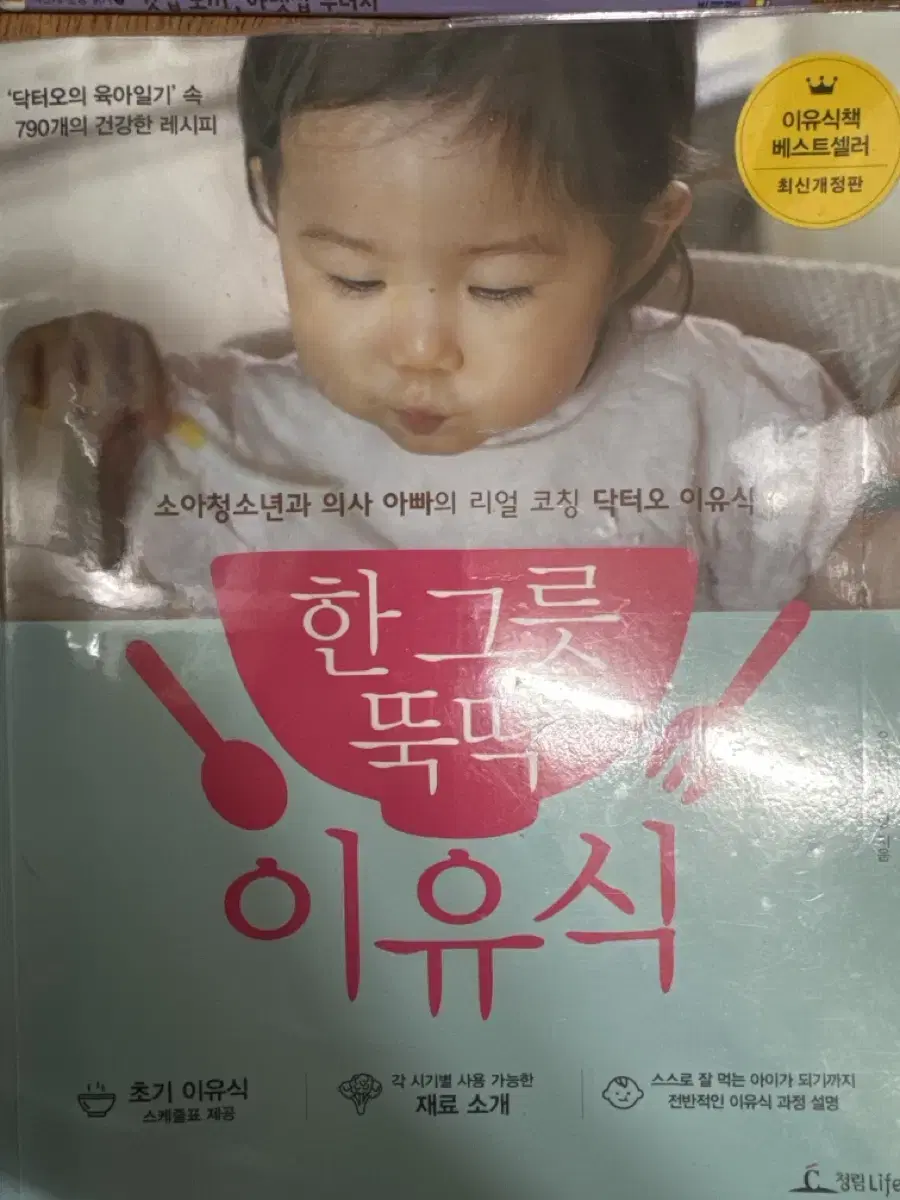 '닥터오의 육아일기' 속
790개의 건강한 레시피
이유식책
베스트셀러
최신개정판
소아청소년과 의사 아빠의 리얼 코칭 닥터오 이유식
한 그릇
뚝딱
이유식
초기 이유식
스케줄표 제공
각 시기별 사용 가능한
재료 소개
스스로 잘 먹는 아이가 되기까지
전반적인 이유식 과정 설명
청림Life